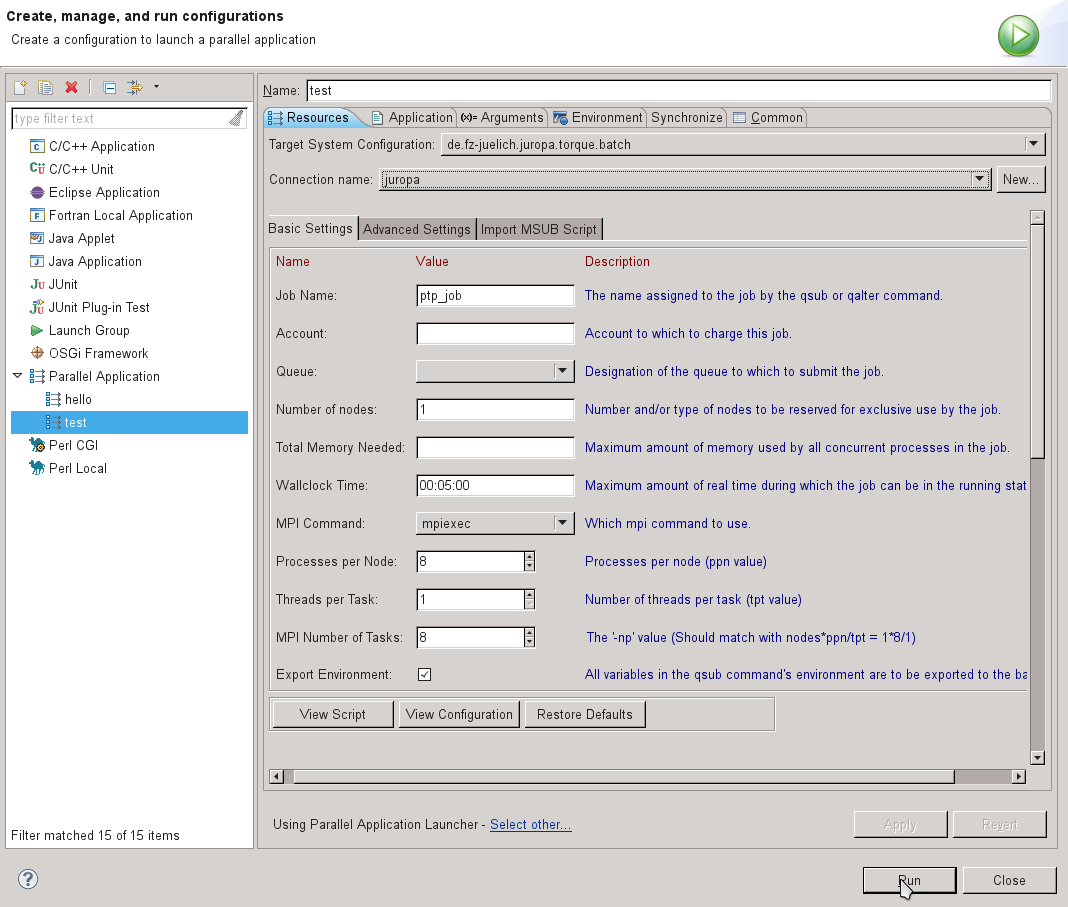 Create, manage, and run configurations
Create a configuration to launch a parallel application
type filter text
C/C++ Application
C/C++ Unit
Eclipse Application
Fortran Local Application
Java Applet
Java Application
JUnit
JUnit Plug-in Test
Launch Group
OSGi Framework
Parallel Application
hello
test
Perl CGI
Perl Local
Filter matched 15 of 15 items
Name: test
Resources Application (x)= Arguments Environment Synchronize Common
Target System Configuration: de.fz-juelich.juropa.torque.batch
Connection name: juropa New...
Basic Settings Advanced Settings Import MSUB Script
Name Value Description
Job Name: ptp_job The name assigned to the job by the qsub or qalter command.
Account: Account to which to charge this job.
Queue: Designation of the queue to which to submit the job.
Number of nodes: 1 Number and/or type of nodes to be reserved for exclusive use by the job.
Total Memory Needed: Maximum amount of memory used by all concurrent processes in the job.
Wallclock Time: 00:05:00 Maximum amount of real time during which the job can be in the running stat
MPI Command: mpiexec Which mpi command to use.
Processes per Node: 8 Processes per node (ppn value)
Threads per Task: 1 Number of threads per task (tpt value)
MPI Number of Tasks: 8 The '-np' value (Should match with nodes*ppn/tpt = 1*8/1)
Export Environment: All variables in the qsub command's environment are to be exported to the ba
View Script View Configuration Restore Defaults
Using Parallel Application Launcher - Select other...
Apply Revert
Run Close